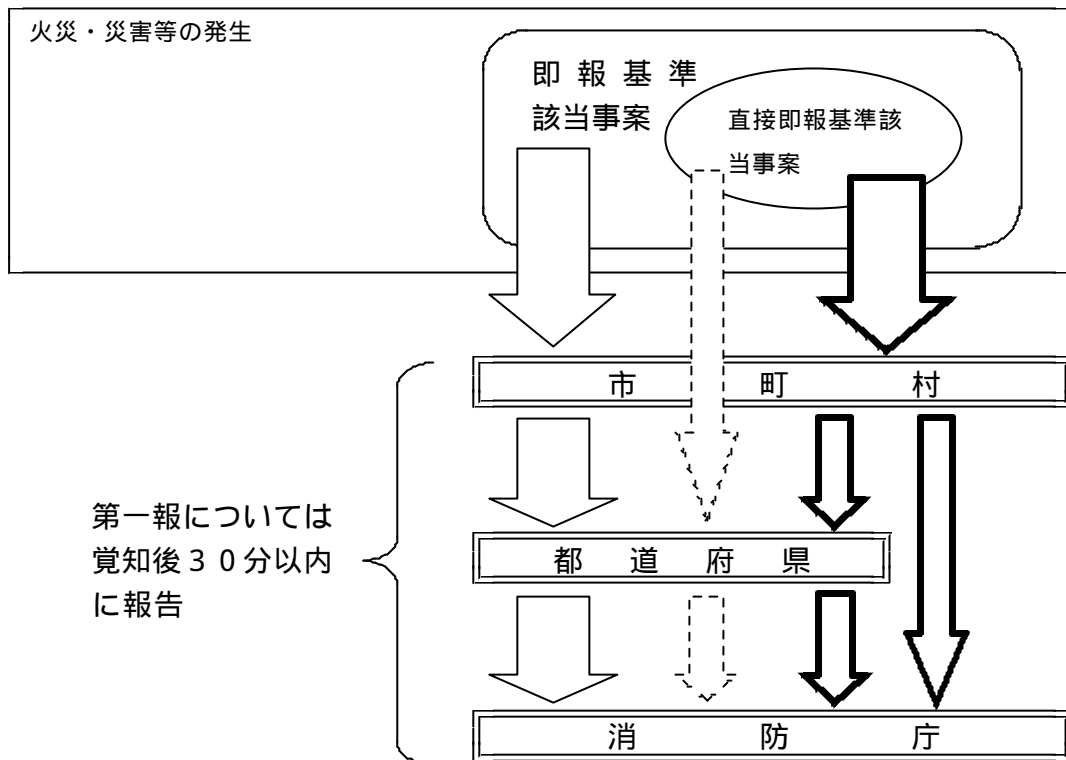 火災・災害等の発生
即報基準
該当事案
直接即報基準該
当事案
市町村
第一報については
覚知後３０分以内
に報告
都道府県
消防庁